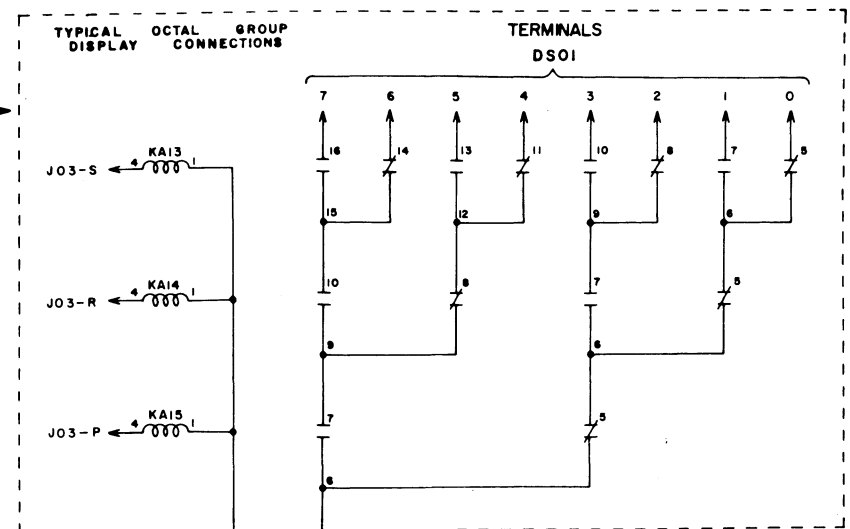 TYPICAL OCTAL GROUP
DISPLAY CONNECTIONS
TERMINALS
DS01
7 6 5 4 3 2 1 0
16 14 13 11 10 8 7 5
KA13
J03-S 4 1
15 12 9 6
10 8 7 5
KA14
J03-R 4 1
9 6
KA15
J03-P 4 1
7 5
6